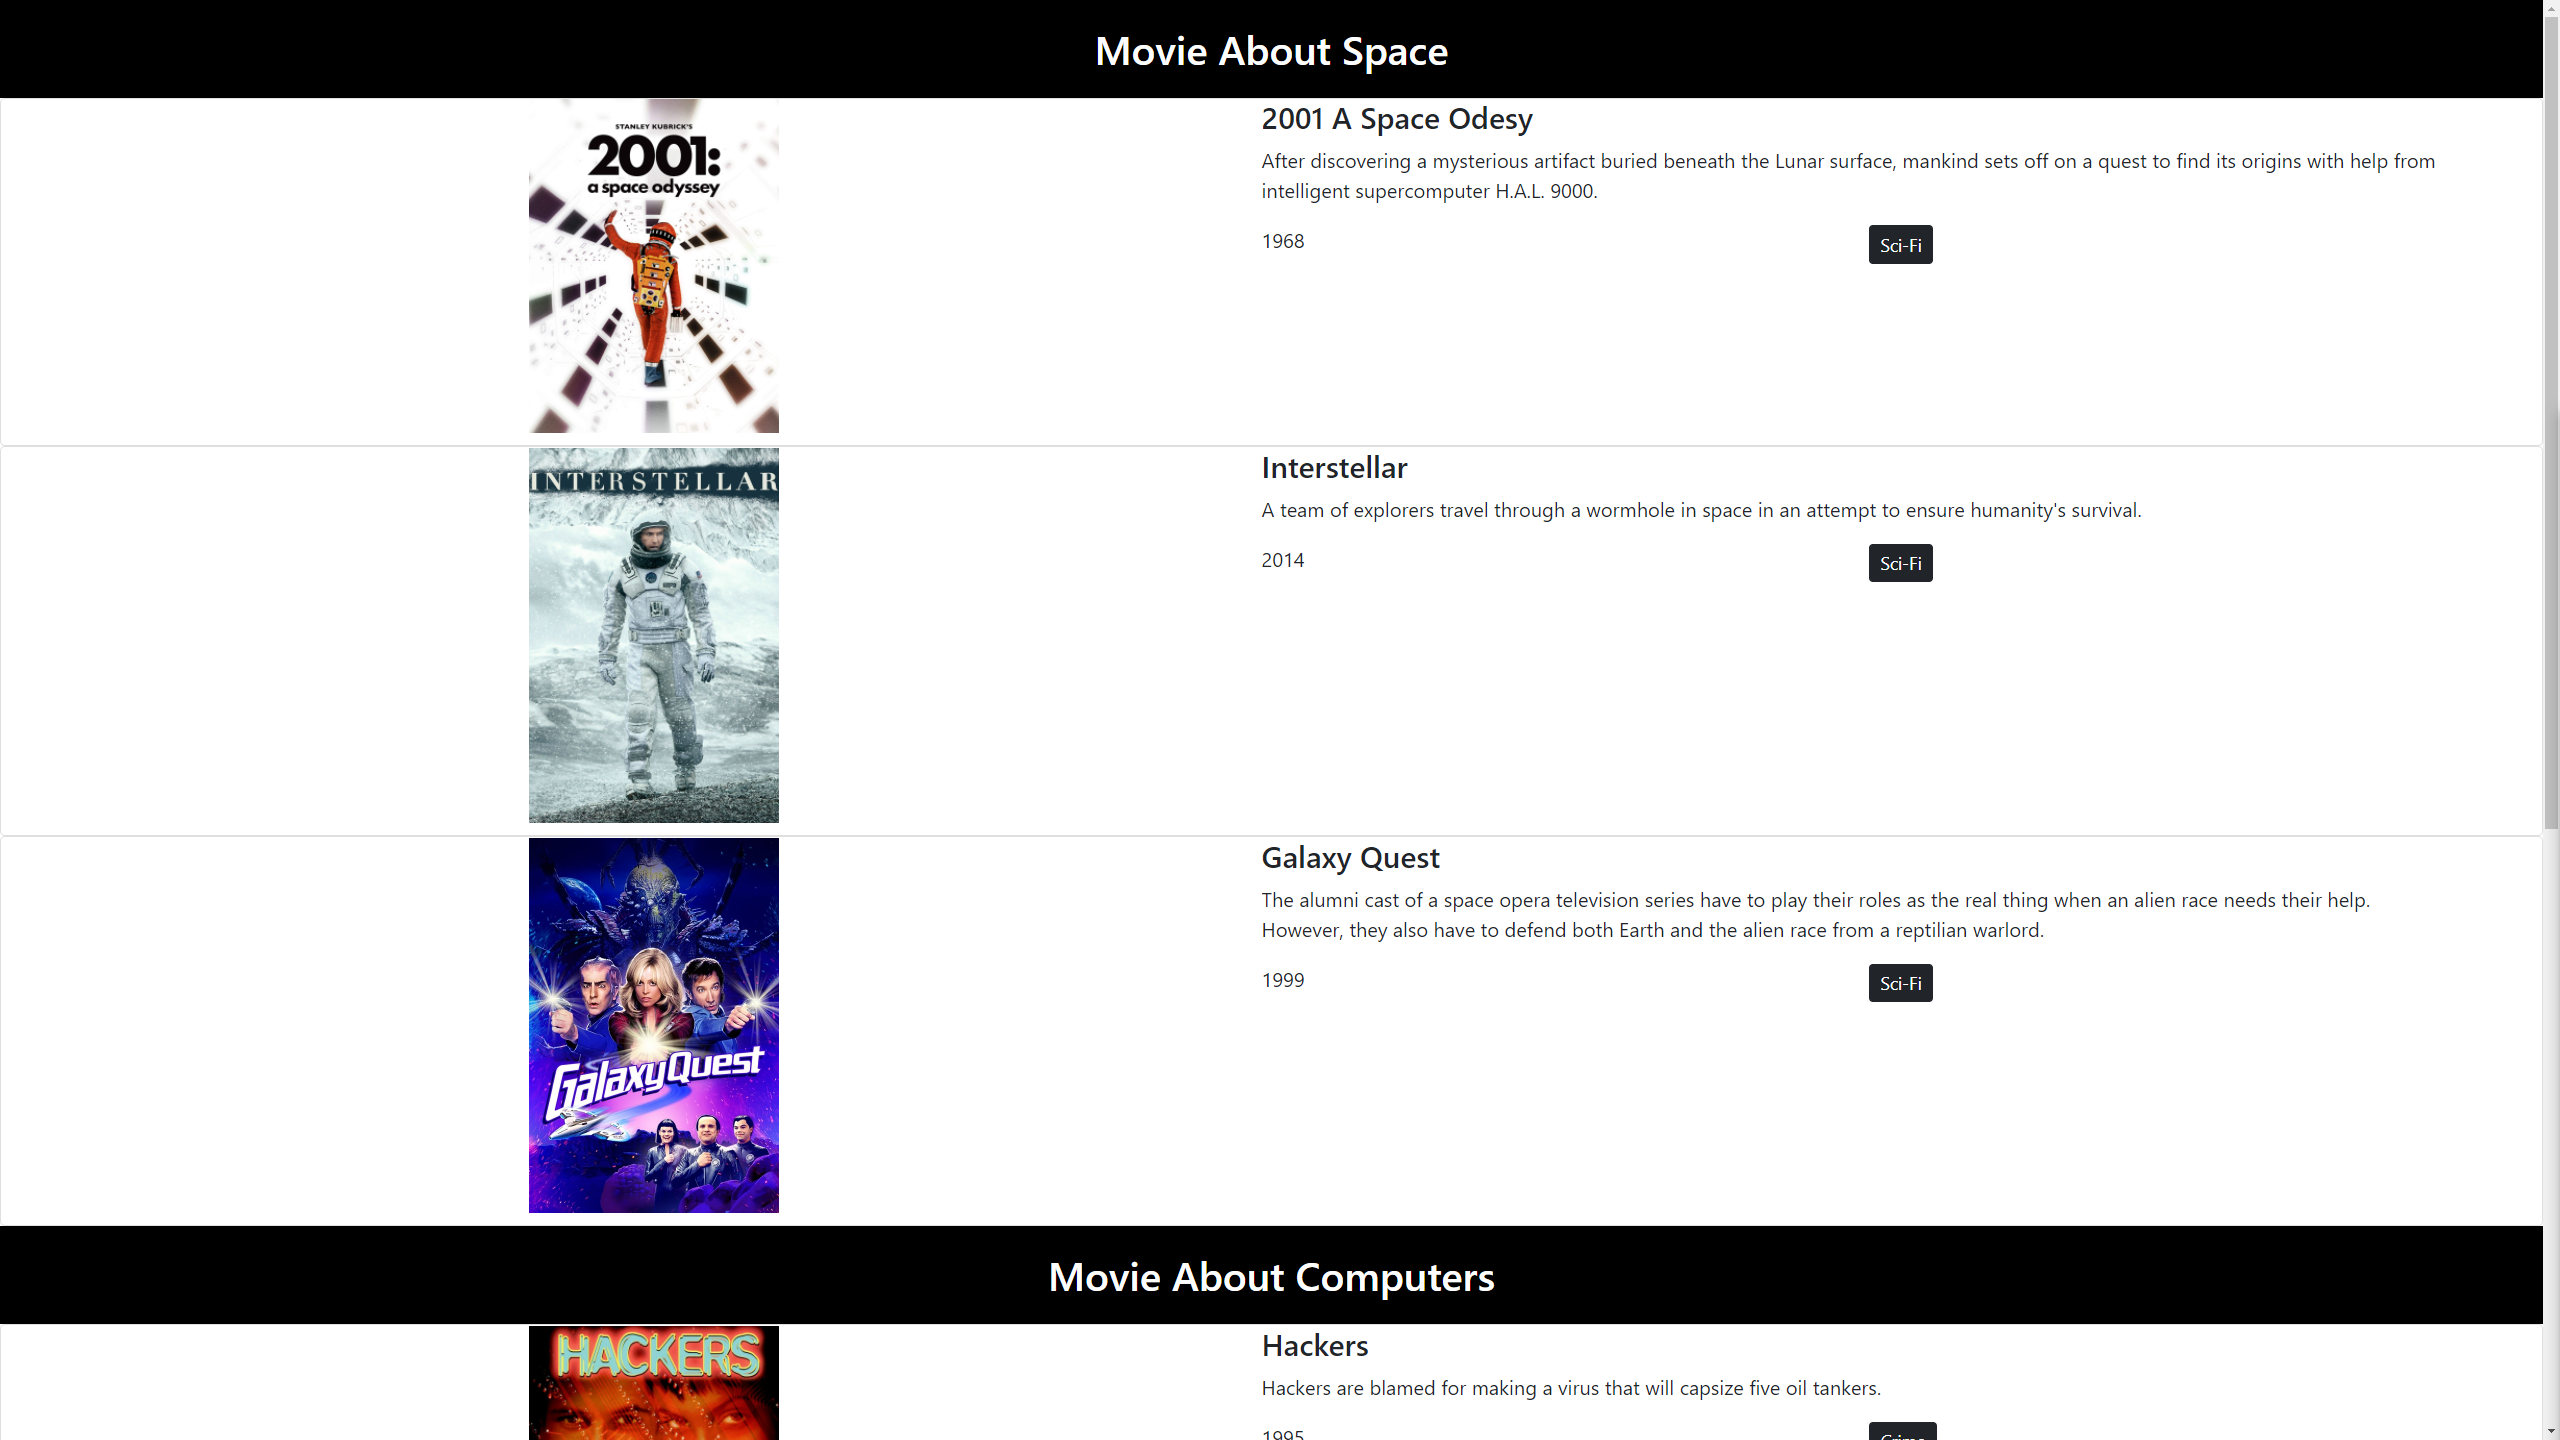 Movie About Space
STANLEY KUBRICK'S
2001:
a space odyssey
2001 A Space Odesy
After discovering a mysterious artifact buried beneath the Lunar surface, mankind sets off on a quest to find its origins with help from
intelligent supercomputer H.A.L. 9000.
1968
Sci-Fi
INTERSTELLAR
Interstellar
A team of explorers travel through a wormhole in space in an attempt to ensure humanity's survival.
2014
Sci-Fi
GalaxyQuest
Galaxy Quest
The alumni cast of a space opera television series have to play their roles as the real thing when an alien race needs their help.
However, they also have to defend both Earth and the alien race from a reptilian warlord.
1999
Sci-Fi
Movie About Computers
HACKERS
Hackers
Hackers are blamed for making a virus that will capsize five oil tankers.
1995
Crime